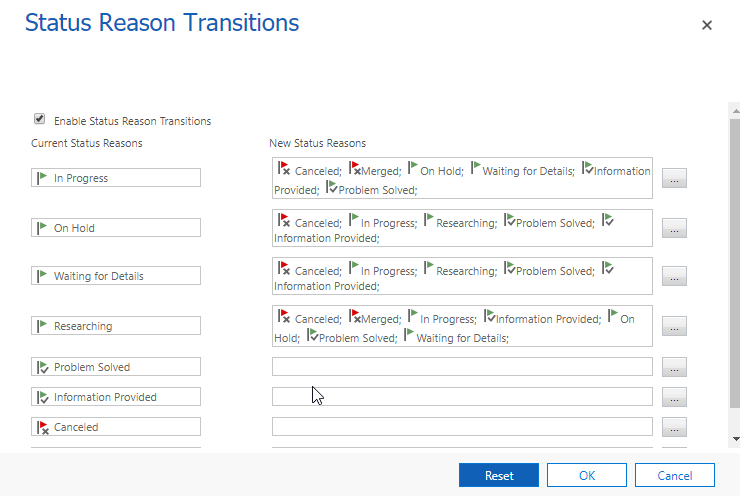 Status Reason Transitions
Enable Status Reason Transitions
Current Status Reasons New Status Reasons
In Progress
Canceled; Merged; On Hold; Waiting for Details; Information
Provided; Problem Solved;
...
On Hold
Canceled; In Progress; Researching; Problem Solved;
Information Provided;
...
Waiting for Details
Canceled; In Progress; Researching; Problem Solved;
Information Provided;
...
Researching
Canceled; Merged; In Progress; Information Provided; On
Hold; Problem Solved; Waiting for Details;
...
Problem Solved
...
Information Provided
...
Canceled
...
Reset OK Cancel